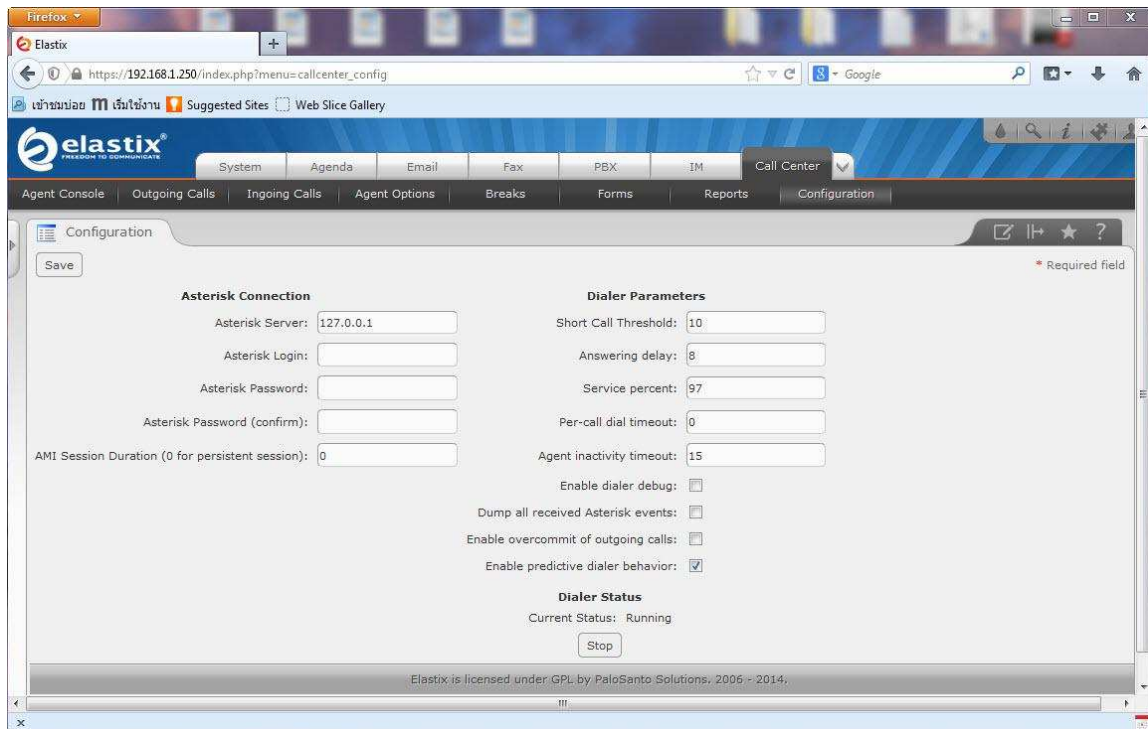 Firefox
Elastix
https://192.168.1.250/index.php?menu=callcenter_config
Google
เข้าชมบ่อย
เริ่มใช้งาน
Suggested Sites
Web Slice Gallery
elastix®
FREEDOM TO COMMUNICATE
System Agenda Email Fax PBX IM Call Center
Agent Console Outgoing Calls Ingoing Calls Agent Options Breaks Forms Reports Configuration
Configuration
Save
* Required field
Asterisk Connection
Asterisk Server: 127.0.0.1
Asterisk Login:
Asterisk Password:
Asterisk Password (confirm):
AMI Session Duration (0 for persistent session): 0
Dialer Parameters
Short Call Threshold: 10
Answering delay: 8
Service percent: 97
Per-call dial timeout: 0
Agent inactivity timeout: 15
Enable dialer debug:
Dump all received Asterisk events:
Enable overcommit of outgoing calls:
Enable predictive dialer behavior:
Dialer Status
Current Status: Running
Stop
Elastix is licensed under GPL by PaloSanto Solutions. 2006 - 2014.